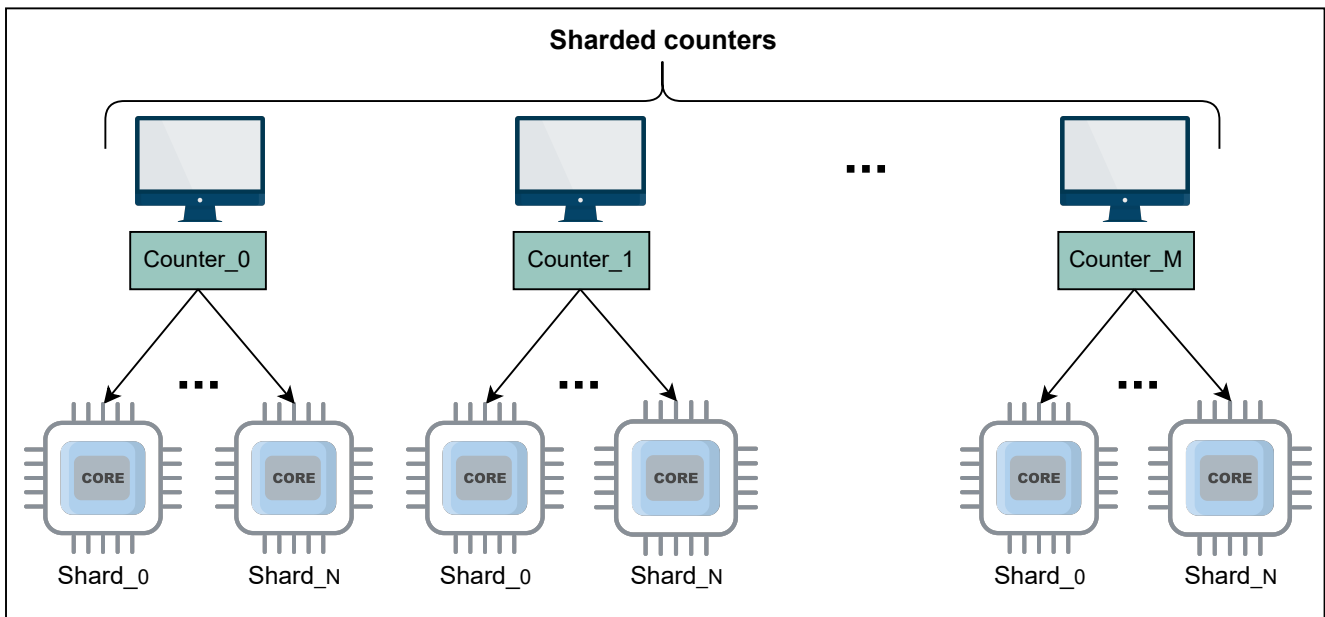 Sharded counters
...
Counter_0 Counter_1 Counter_M
... ... ...
CORE CORE CORE CORE CORE CORE
Shard_0 Shard_N Shard_0 Shard_N Shard_0 Shard_N